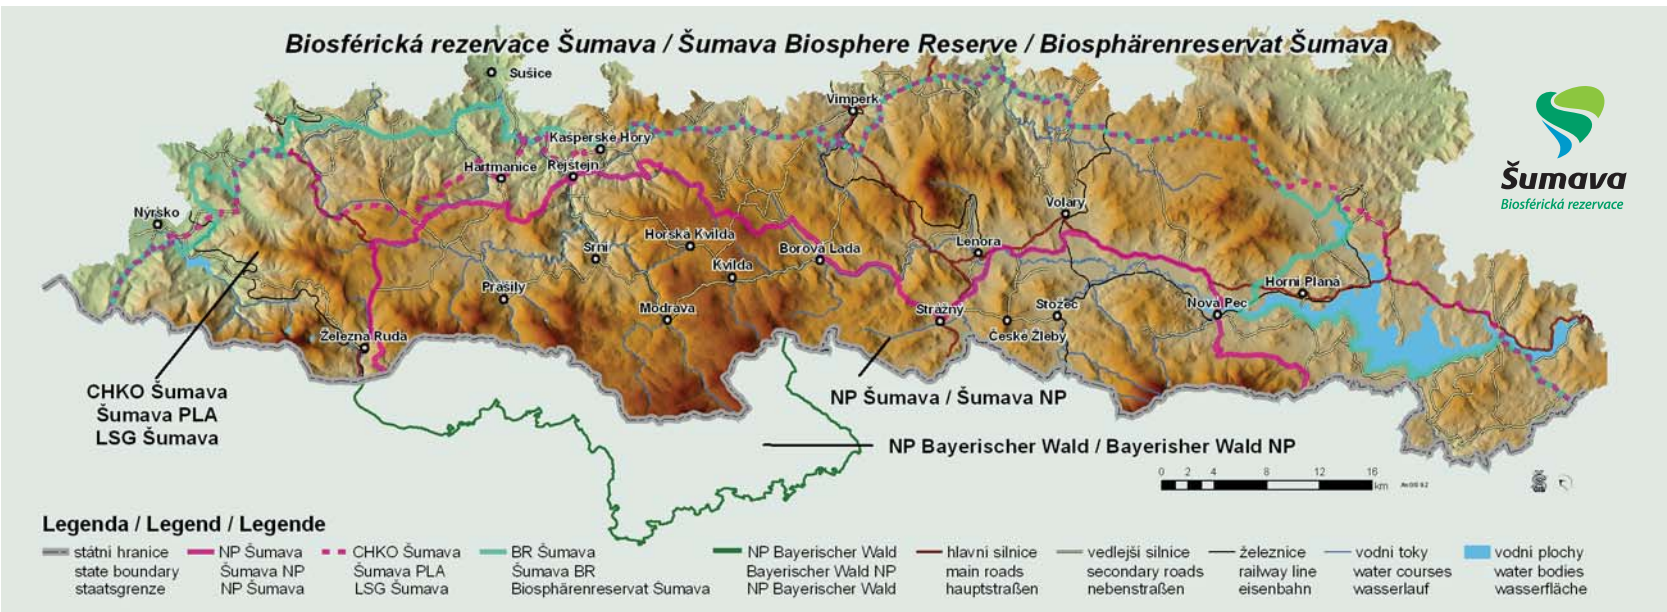 Biosférická rezervace Šumava / Šumava Biosphere Reserve / Biosphärenreservat Šumava
Sušice
Vimperk
Šumava
Biosférická rezervace
Kašperské Hory
Hartmanice
Rejštejn
Nýrsko
Volary
Horská Kvilda
Srní
Borová Lada
Lenora
Kvilda
Prášily
Horní Planá
Modrava
Strážný
Stožec
Nová Pec
České Žleby
Železná Ruda
CHKO Šumava
Šumava PLA
LSG Šumava
NP Šumava / Šumava NP
NP Bayerischer Wald / Bayerisher Wald NP
0 2 4 8 12 16
km
Legenda / Legend / Legende
státni hranice
state boundary
staatsgrenze
NP Šumava
Šumava NP
NP Šumava
CHKO Šumava
Šumava PLA
LSG Šumava
BR Šumava
Šumava BR
Biosphärenreservat Šumava
NP Bayerischer Wald
Bayerischer Wald NP
NP Bayerischer Wald
hlavni silnice
main roads
hauptstraßen
vedlejší silnice
secondary roads
nebenstraßen
železnice
railway line
eisenbahn
vodni toky
water courses
wasserlauf
vodni plochy
water bodies
wasserfläche